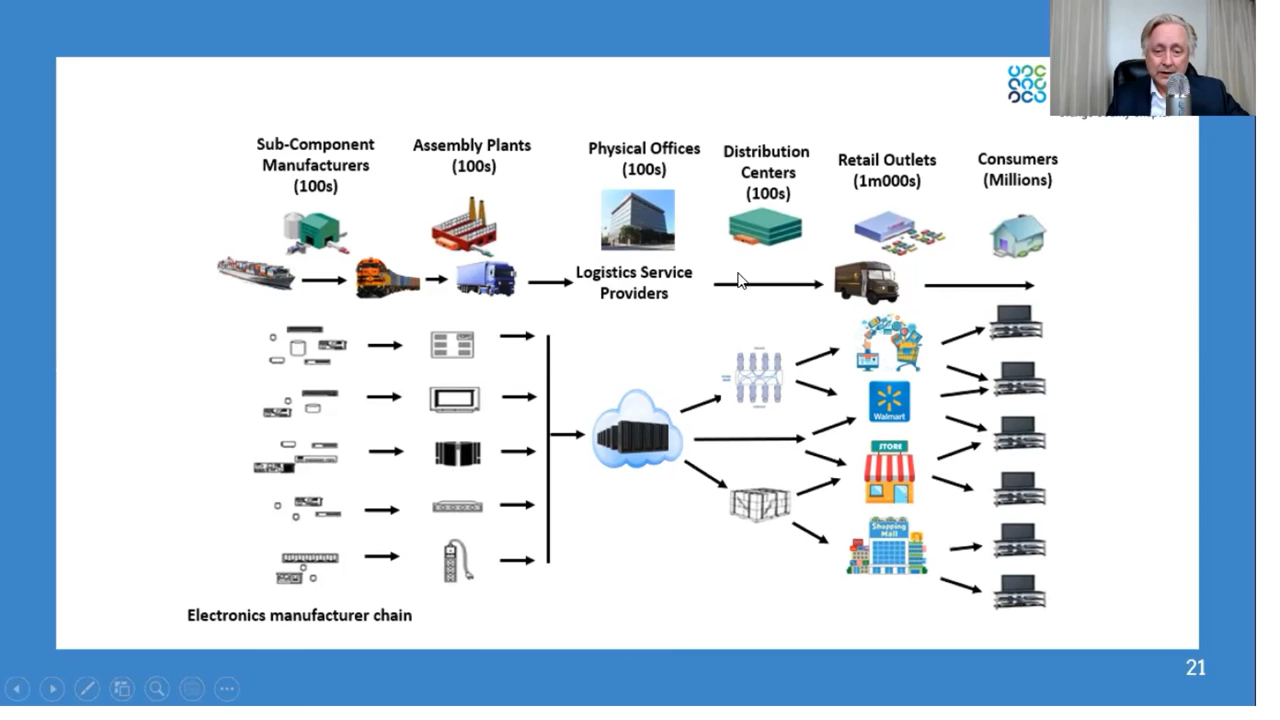 Sub-Component
Manufacturers
(100s)
Assembly Plants
(100s)
Physical Offices
(100s)
Distribution
Centers
(100s)
Retail Outlets
(1m000s)
Consumers
(Millions)
Logistics Service
Providers
Walmart
STORE
Shopping
Mall
Electronics manufacturer chain
21